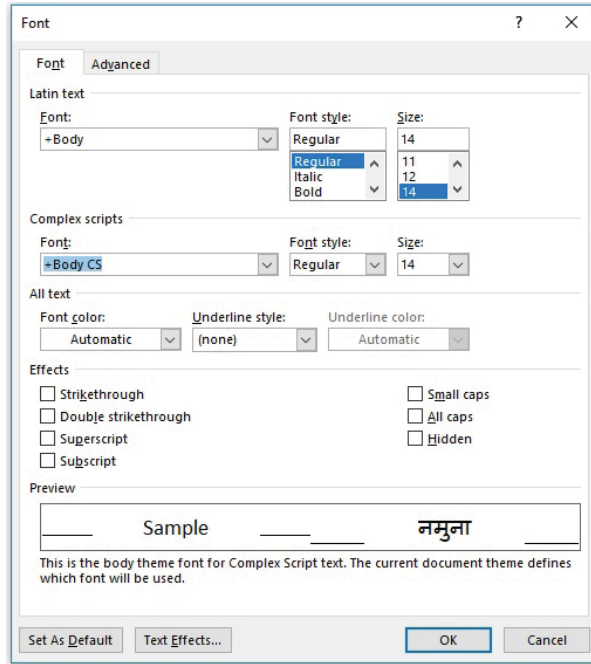 Font ? ✕
Font Advanced
Latin text
Font: Font style: Size:
+Body Regular 14
Regular 11
Italic 12
Bold 14
Complex scripts
Font: Font style: Size:
+Body CS Regular 14
All text
Font color: Underline style: Underline color:
Automatic (none) Automatic
Effects
Strikethrough Small caps
Double strikethrough All caps
Superscript Hidden
Subscript
Preview
Sample नमुना
This is the body theme font for Complex Script text. The current document theme defines
which font will be used.
Set As Default Text Effects... OK Cancel